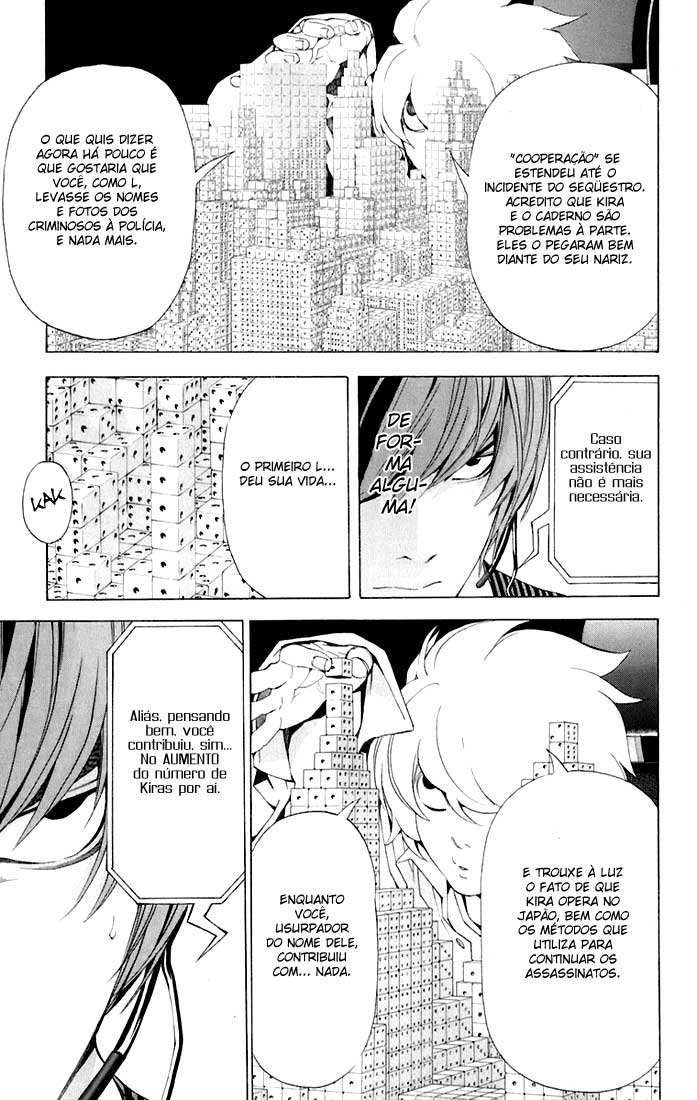 "COOPERAÇÃO" SE
ESTENDEU ATÉ O
INCIDENTE DO SEQÜESTRO.
ACREDITO QUE KIRA
E O CADERNO SÃO
PROBLEMAS À PARTE.
ELES O PEGARAM BEM
DIANTE DO SEU NARIZ.
O QUE QUIS DIZER
AGORA HÁ POUCO É
QUE GOSTARIA QUE
VOCÊ, COMO L,
LEVASSE OS NOMES
E FOTOS DOS
CRIMINOSOS À POLÍCIA,
E NADA MAIS.
Caso
contrário, sua
assistência
não é mais
necessária.
DE
FOR-
MA
ALGU-
MA!
O PRIMEIRO L...
DEU SUA VIDA...
KAK
E TROUXE À LUZ
O FATO DE QUE
KIRA OPERA NO
JAPÃO, BEM COMO
OS MÉTODOS QUE
UTILIZA PARA
CONTINUAR OS
ASSASSINATOS.
ENQUANTO
VOCÊ,
USURPADOR
DO NOME DELE,
CONTRIBUIU
COM... NADA.
Aliás, pensando
bem, você
contribuiu, sim...
No AUMENTO
do número de
Kiras por aí.